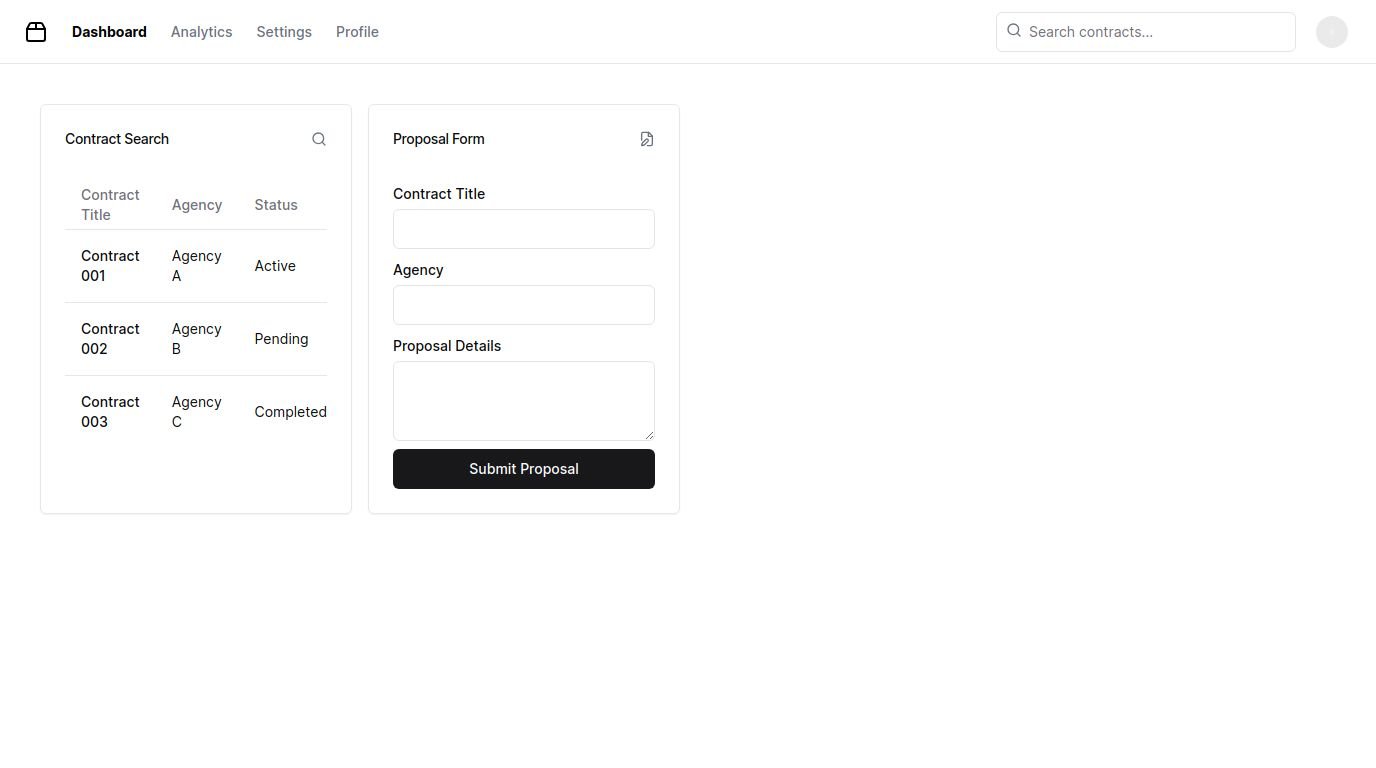 Dashboard
Analytics
Settings
Profile
Search contracts...
Contract Search
Contract
Title
Agency
Status
Contract
001
Agency
A
Active
Contract
002
Agency
B
Pending
Contract
003
Agency
C
Completed
Proposal Form
Contract Title
Agency
Proposal Details
Submit Proposal